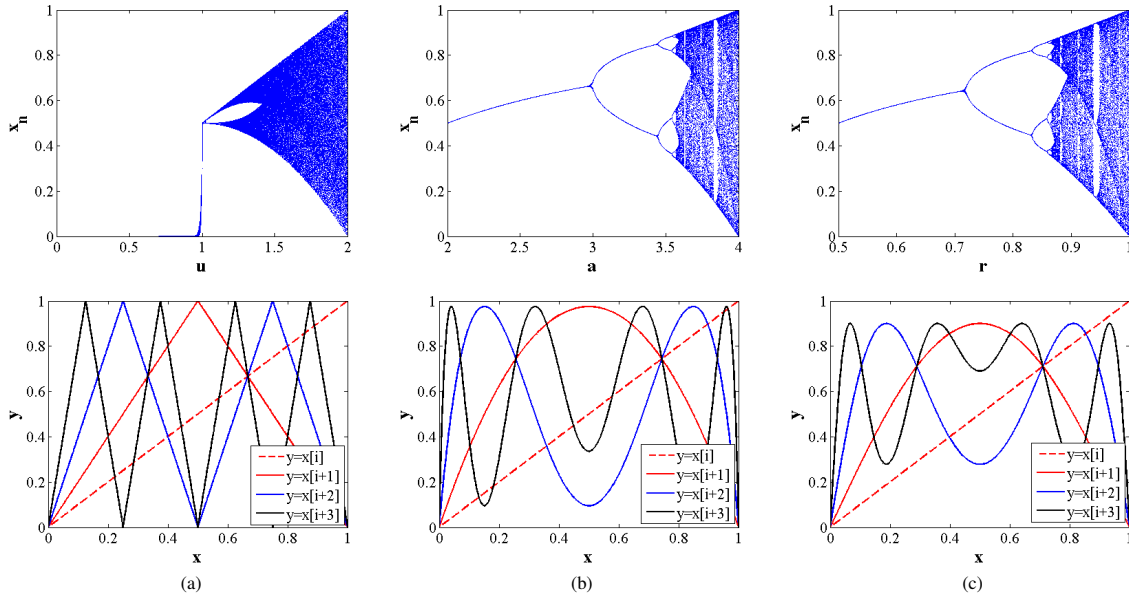 1
0.8
0.6
0.4
0.2
0
x_n
0 0.5 1 1.5 2
u
1
0.8
0.6
0.4
0.2
0
x_n
2 2.5 3 3.5 4
a
1
0.8
0.6
0.4
0.2
0
x_n
0.5 0.6 0.7 0.8 0.9 1
r
1
0.8
0.6
0.4
0.2
0
y
0 0.2 0.4 0.6 0.8 1
x
y=x[i]
y=x[i+1]
y=x[i+2]
y=x[i+3]
(a)
1
0.8
0.6
0.4
0.2
0
y
0 0.2 0.4 0.6 0.8 1
x
y=x[i]
y=x[i+1]
y=x[i+2]
y=x[i+3]
(b)
1
0.8
0.6
0.4
0.2
0
y
0 0.2 0.4 0.6 0.8 1
x
y=x[i]
y=x[i+1]
y=x[i+2]
y=x[i+3]
(c)